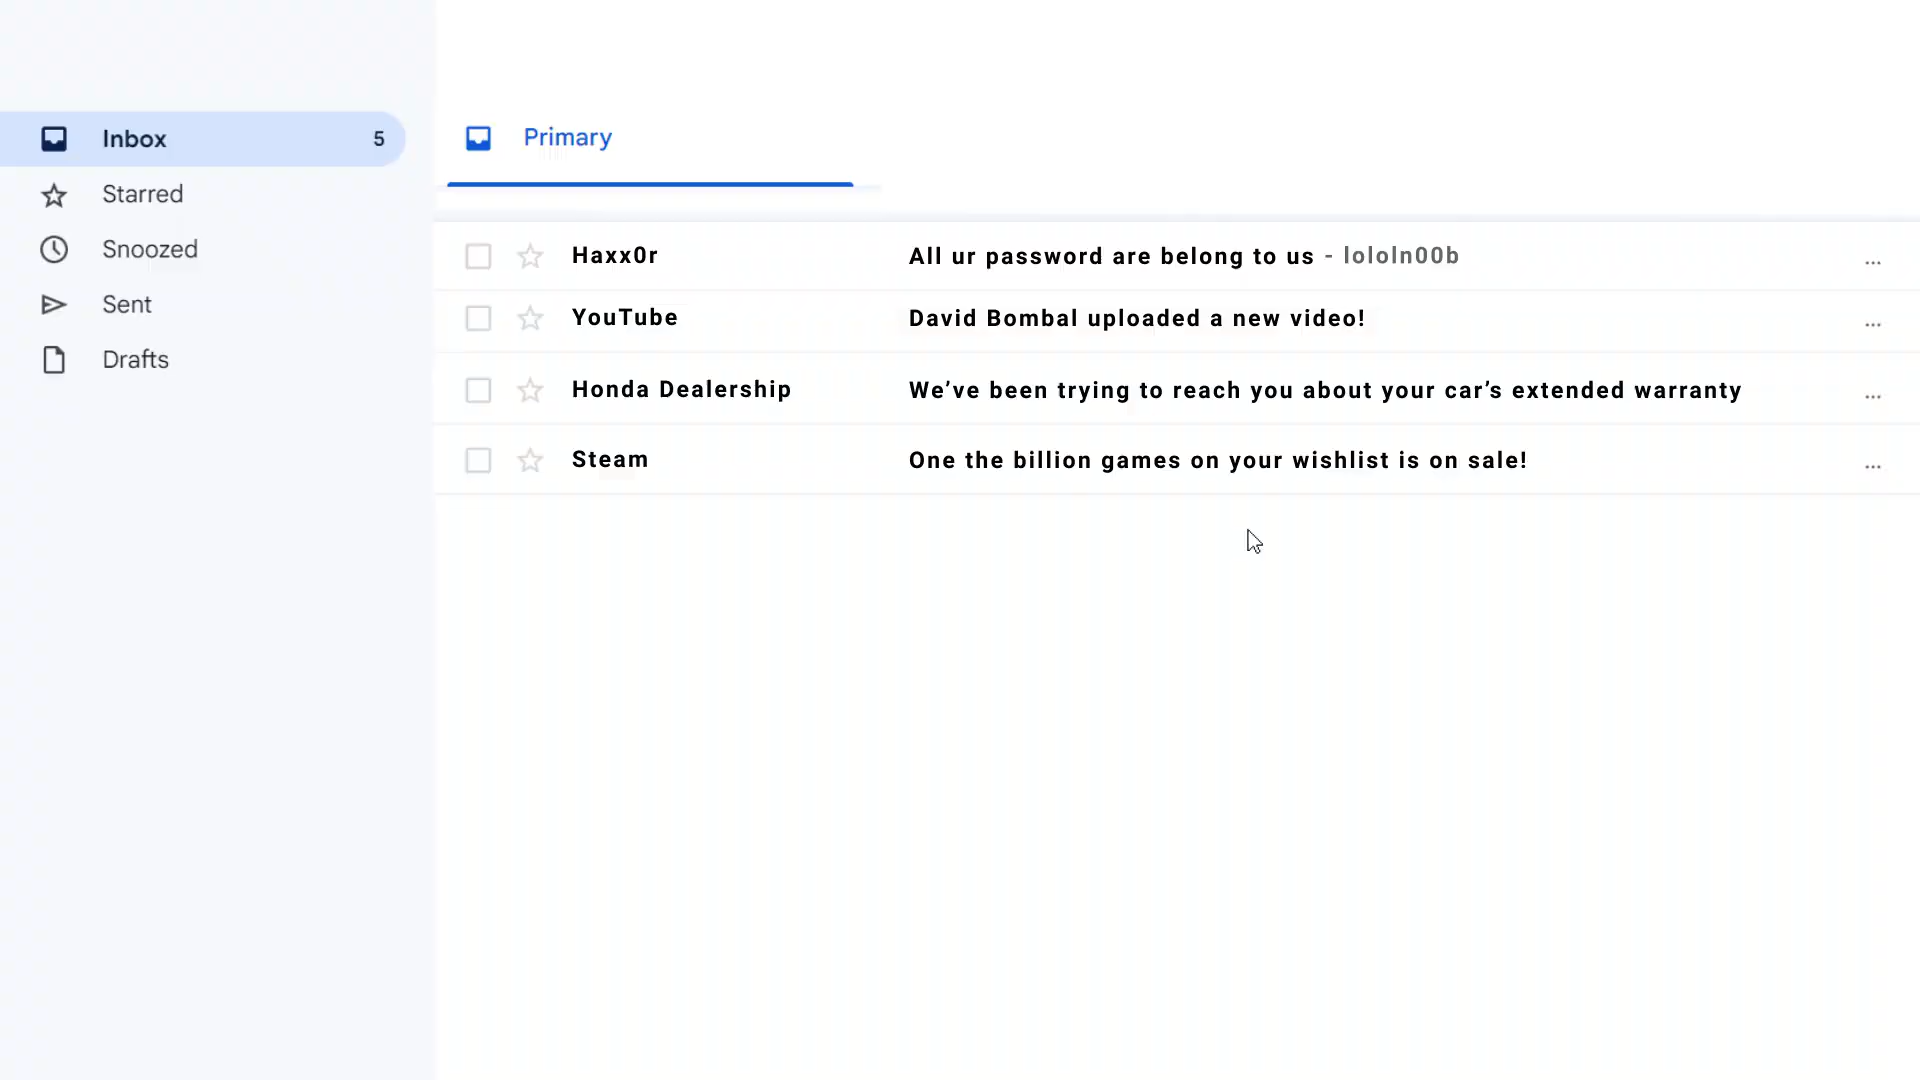 Inbox 5
Starred
Snoozed
Sent
Drafts
Primary
Haxx0r All ur password are belong to us - lololn00b ...
YouTube David Bombal uploaded a new video! ...
Honda Dealership We’ve been trying to reach you about your car’s extended warranty ...
Steam One the billion games on your wishlist is on sale! ...